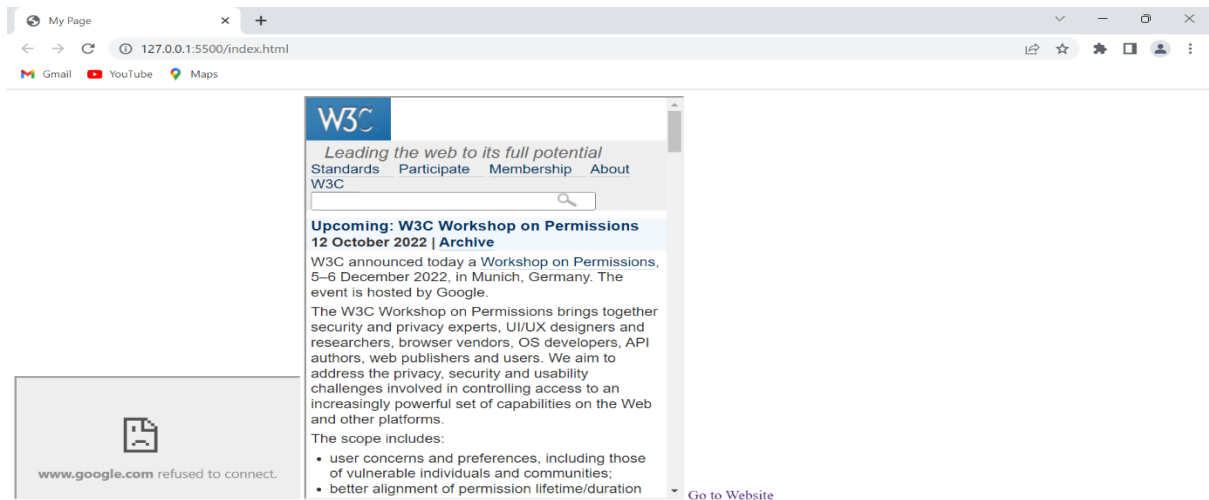 My Page
127.0.0.1:5500/index.html
Gmail YouTube Maps
W3C
Leading the web to its full potential
Standards Participate Membership About
W3C
Upcoming: W3C Workshop on Permissions
12 October 2022 | Archive
W3C announced today a Workshop on Permissions,
5–6 December 2022, in Munich, Germany. The
event is hosted by Google.
The W3C Workshop on Permissions brings together
security and privacy experts, UI/UX designers and
researchers, browser vendors, OS developers, API
authors, web publishers and users. We aim to
address the privacy, security and usability
challenges involved in controlling access to an
increasingly powerful set of capabilities on the Web
and other platforms.
The scope includes:
• user concerns and preferences, including those
of vulnerable individuals and communities;
• better alignment of permission lifetime/duration
www.google.com refused to connect.
Go to Website